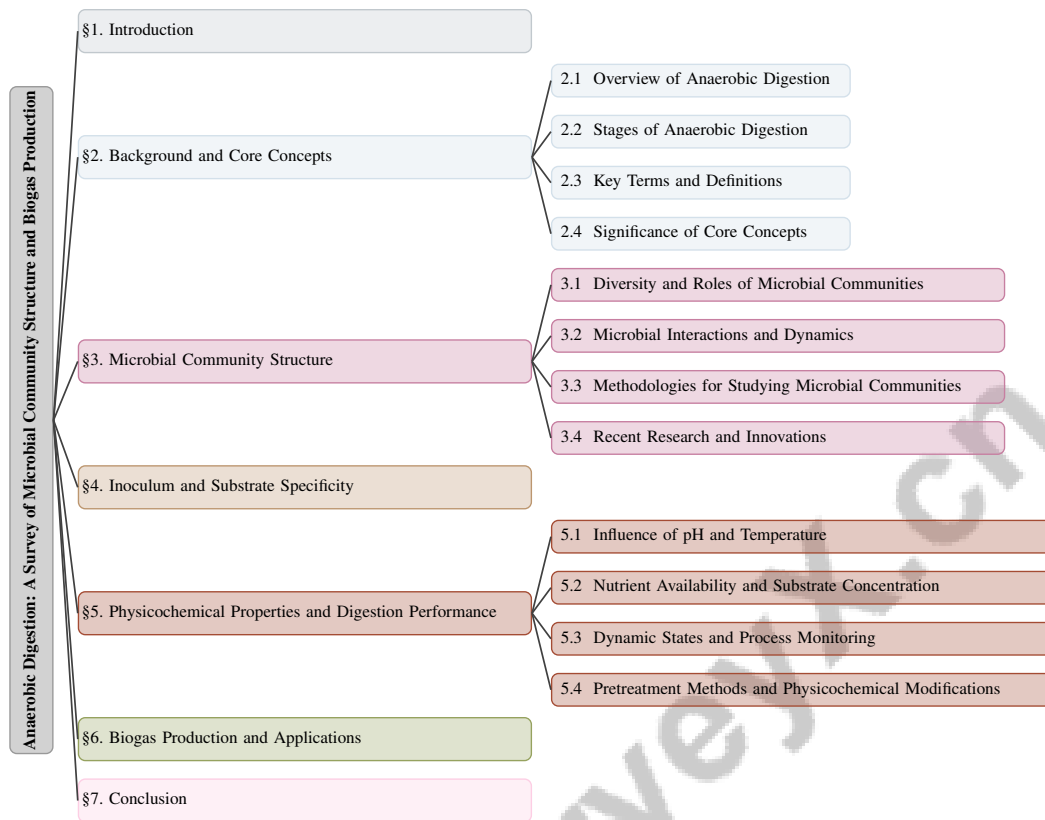 Anaerobic Digestion: A Survey of Microbial Community Structure and Biogas Production
§1. Introduction
§2. Background and Core Concepts
2.1 Overview of Anaerobic Digestion
2.2 Stages of Anaerobic Digestion
2.3 Key Terms and Definitions
2.4 Significance of Core Concepts
§3. Microbial Community Structure
3.1 Diversity and Roles of Microbial Communities
3.2 Microbial Interactions and Dynamics
3.3 Methodologies for Studying Microbial Communities
3.4 Recent Research and Innovations
§4. Inoculum and Substrate Specificity
§5. Physicochemical Properties and Digestion Performance
5.1 Influence of pH and Temperature
5.2 Nutrient Availability and Substrate Concentration
5.3 Dynamic States and Process Monitoring
5.4 Pretreatment Methods and Physicochemical Modifications
§6. Biogas Production and Applications
§7. Conclusion